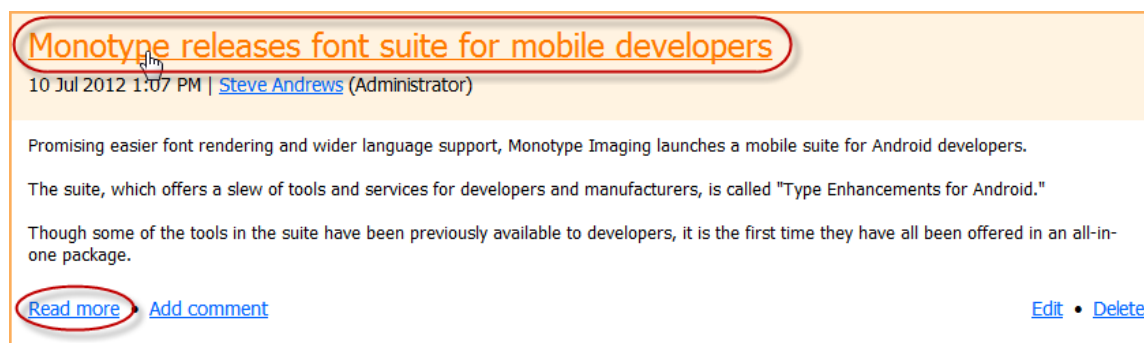 Monotype releases font suite for mobile developers
10 Jul 2012 1:07 PM | Steve Andrews (Administrator)
Promising easier font rendering and wider language support, Monotype Imaging launches a mobile suite for Android developers.
The suite, which offers a slew of tools and services for developers and manufacturers, is called "Type Enhancements for Android."
Though some of the tools in the suite have been previously available to developers, it is the first time they have all been offered in an all-in-
one package.
Read more • Add comment Edit • Delete